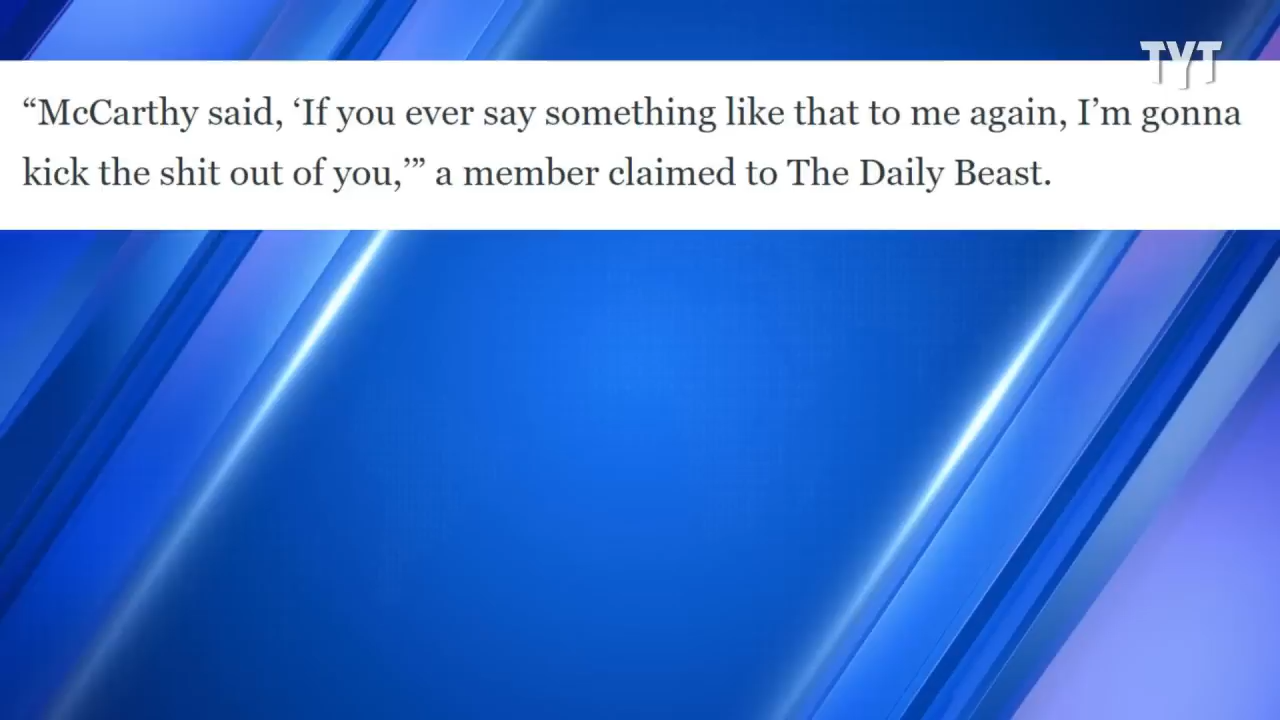 TYT
“McCarthy said, ‘If you ever say something like that to me again, I’m gonna
kick the shit out of you,’” a member claimed to The Daily Beast.